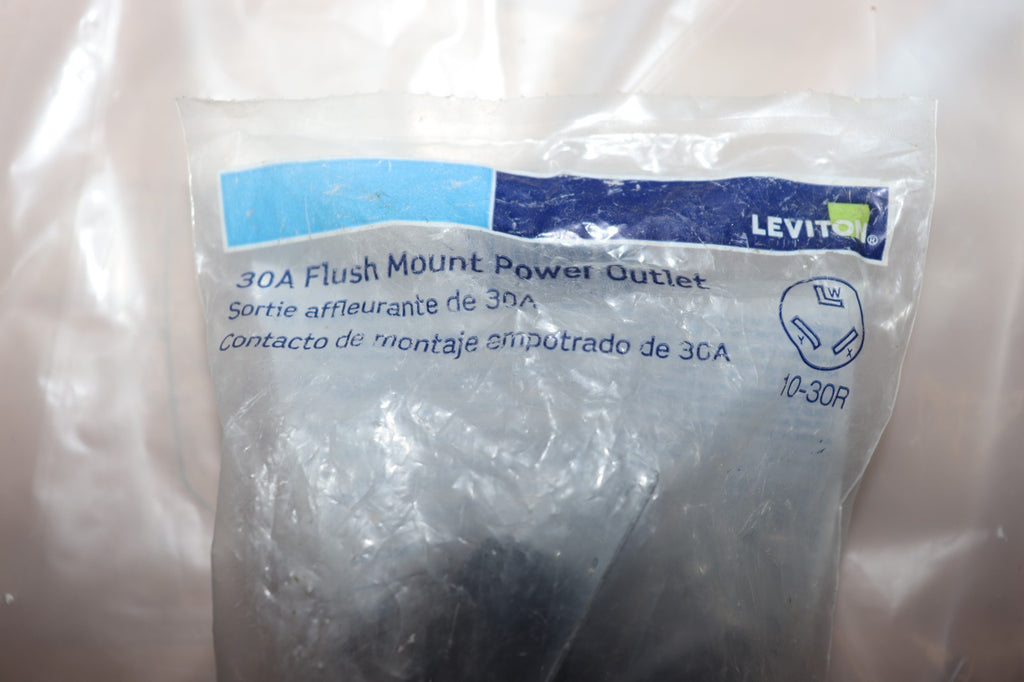 LEVITON®
30A Flush Mount Power Outlet
Sortie affleurante de 30A
Contacto de montaje empotrado de 30A
W
Y X
10-30R